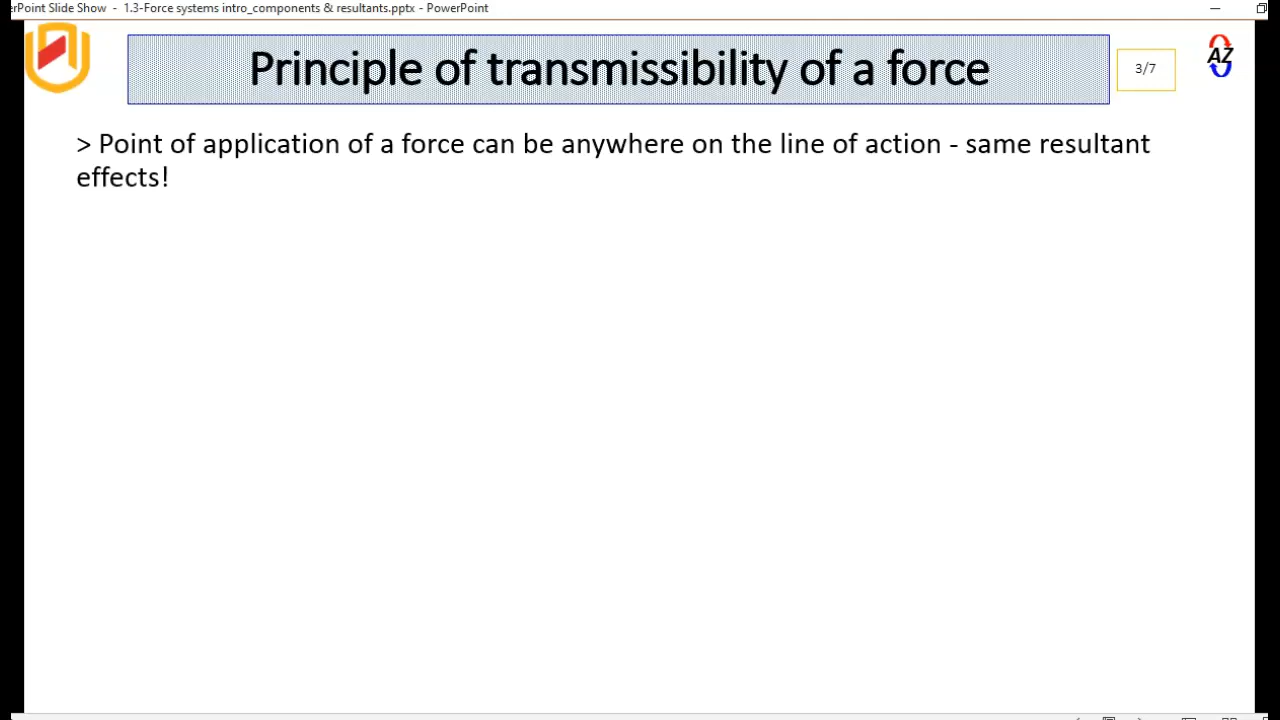 erPoint Slide Show - 1.3-Force systems intro_components & resultants.pptx - PowerPoint
Principle of transmissibility of a force
3/7
AZ
> Point of application of a force can be anywhere on the line of action - same resultant
effects!